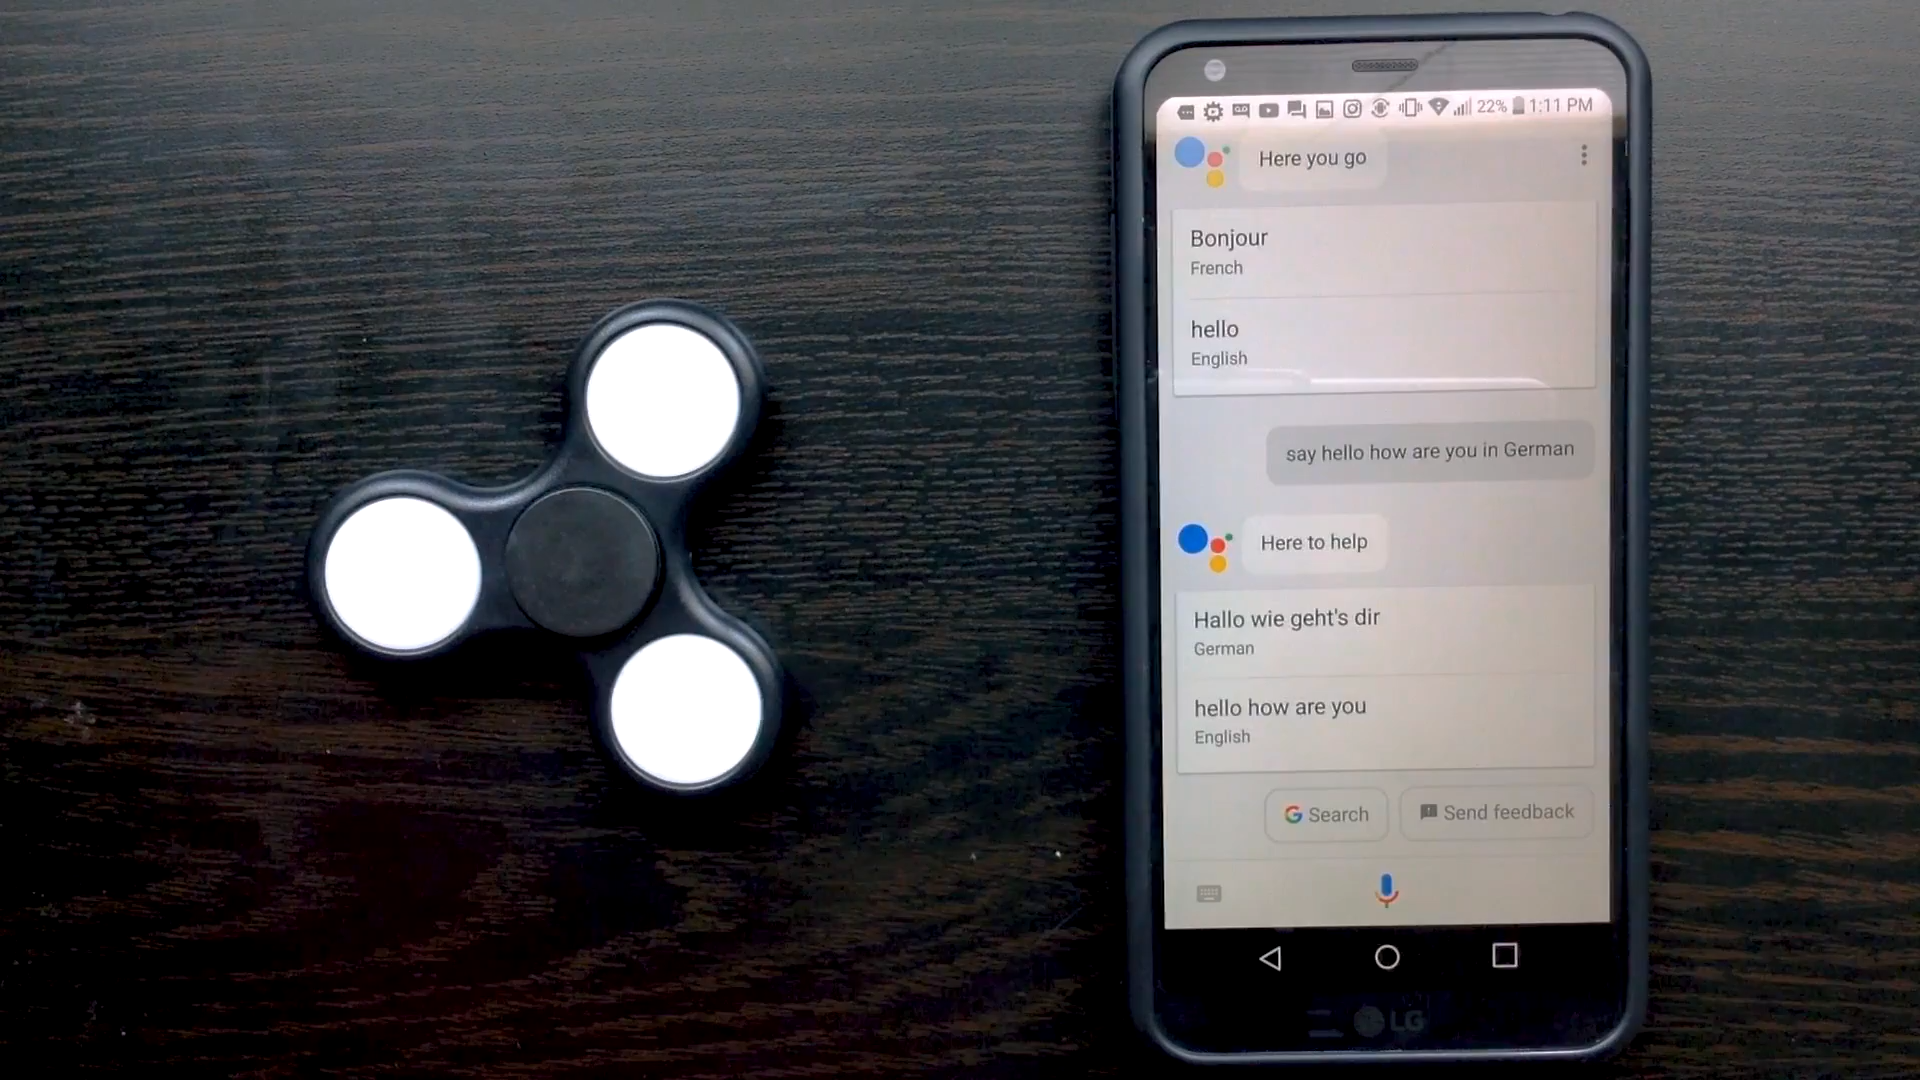 22% 1:11 PM
Here you go
Bonjour
French
hello
English
say hello how are you in German
Here to help
Hallo wie geht's dir
German
hello how are you
English
Search
Send feedback
LG